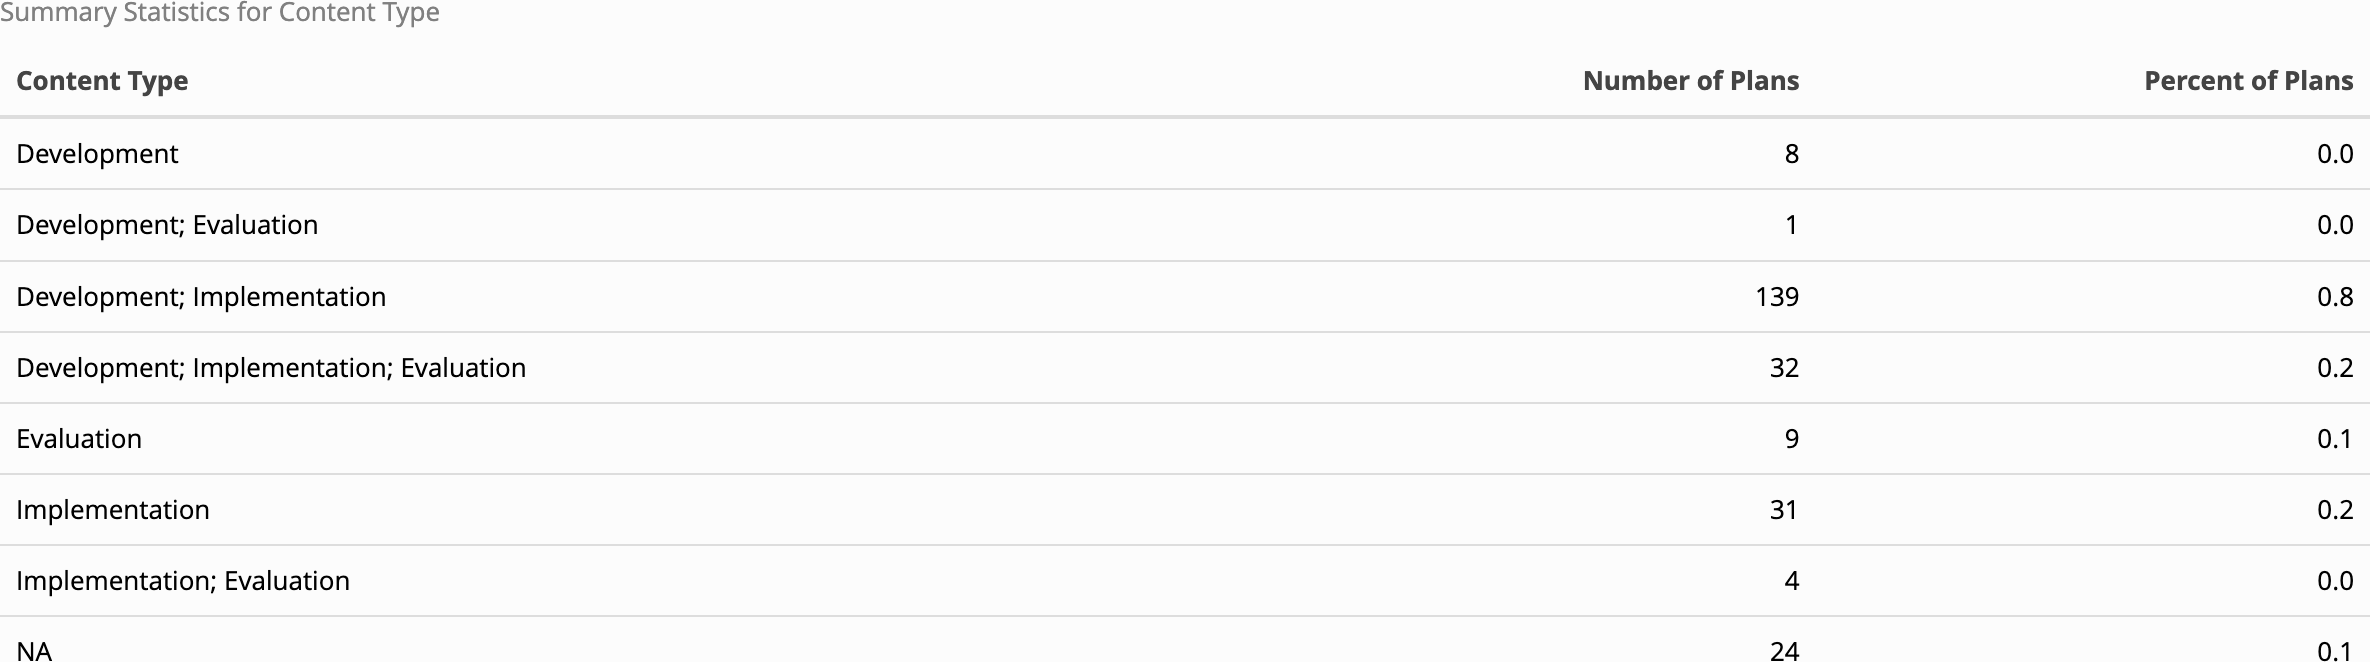 Summary Statistics for Content Type
Content Type Number of Plans Percent of Plans
Development 8 0.0
Development; Evaluation 1 0.0
Development; Implementation 139 0.8
Development; Implementation; Evaluation 32 0.2
Evaluation 9 0.1
Implementation 31 0.2
Implementation; Evaluation 4 0.0
NA 24 0.1